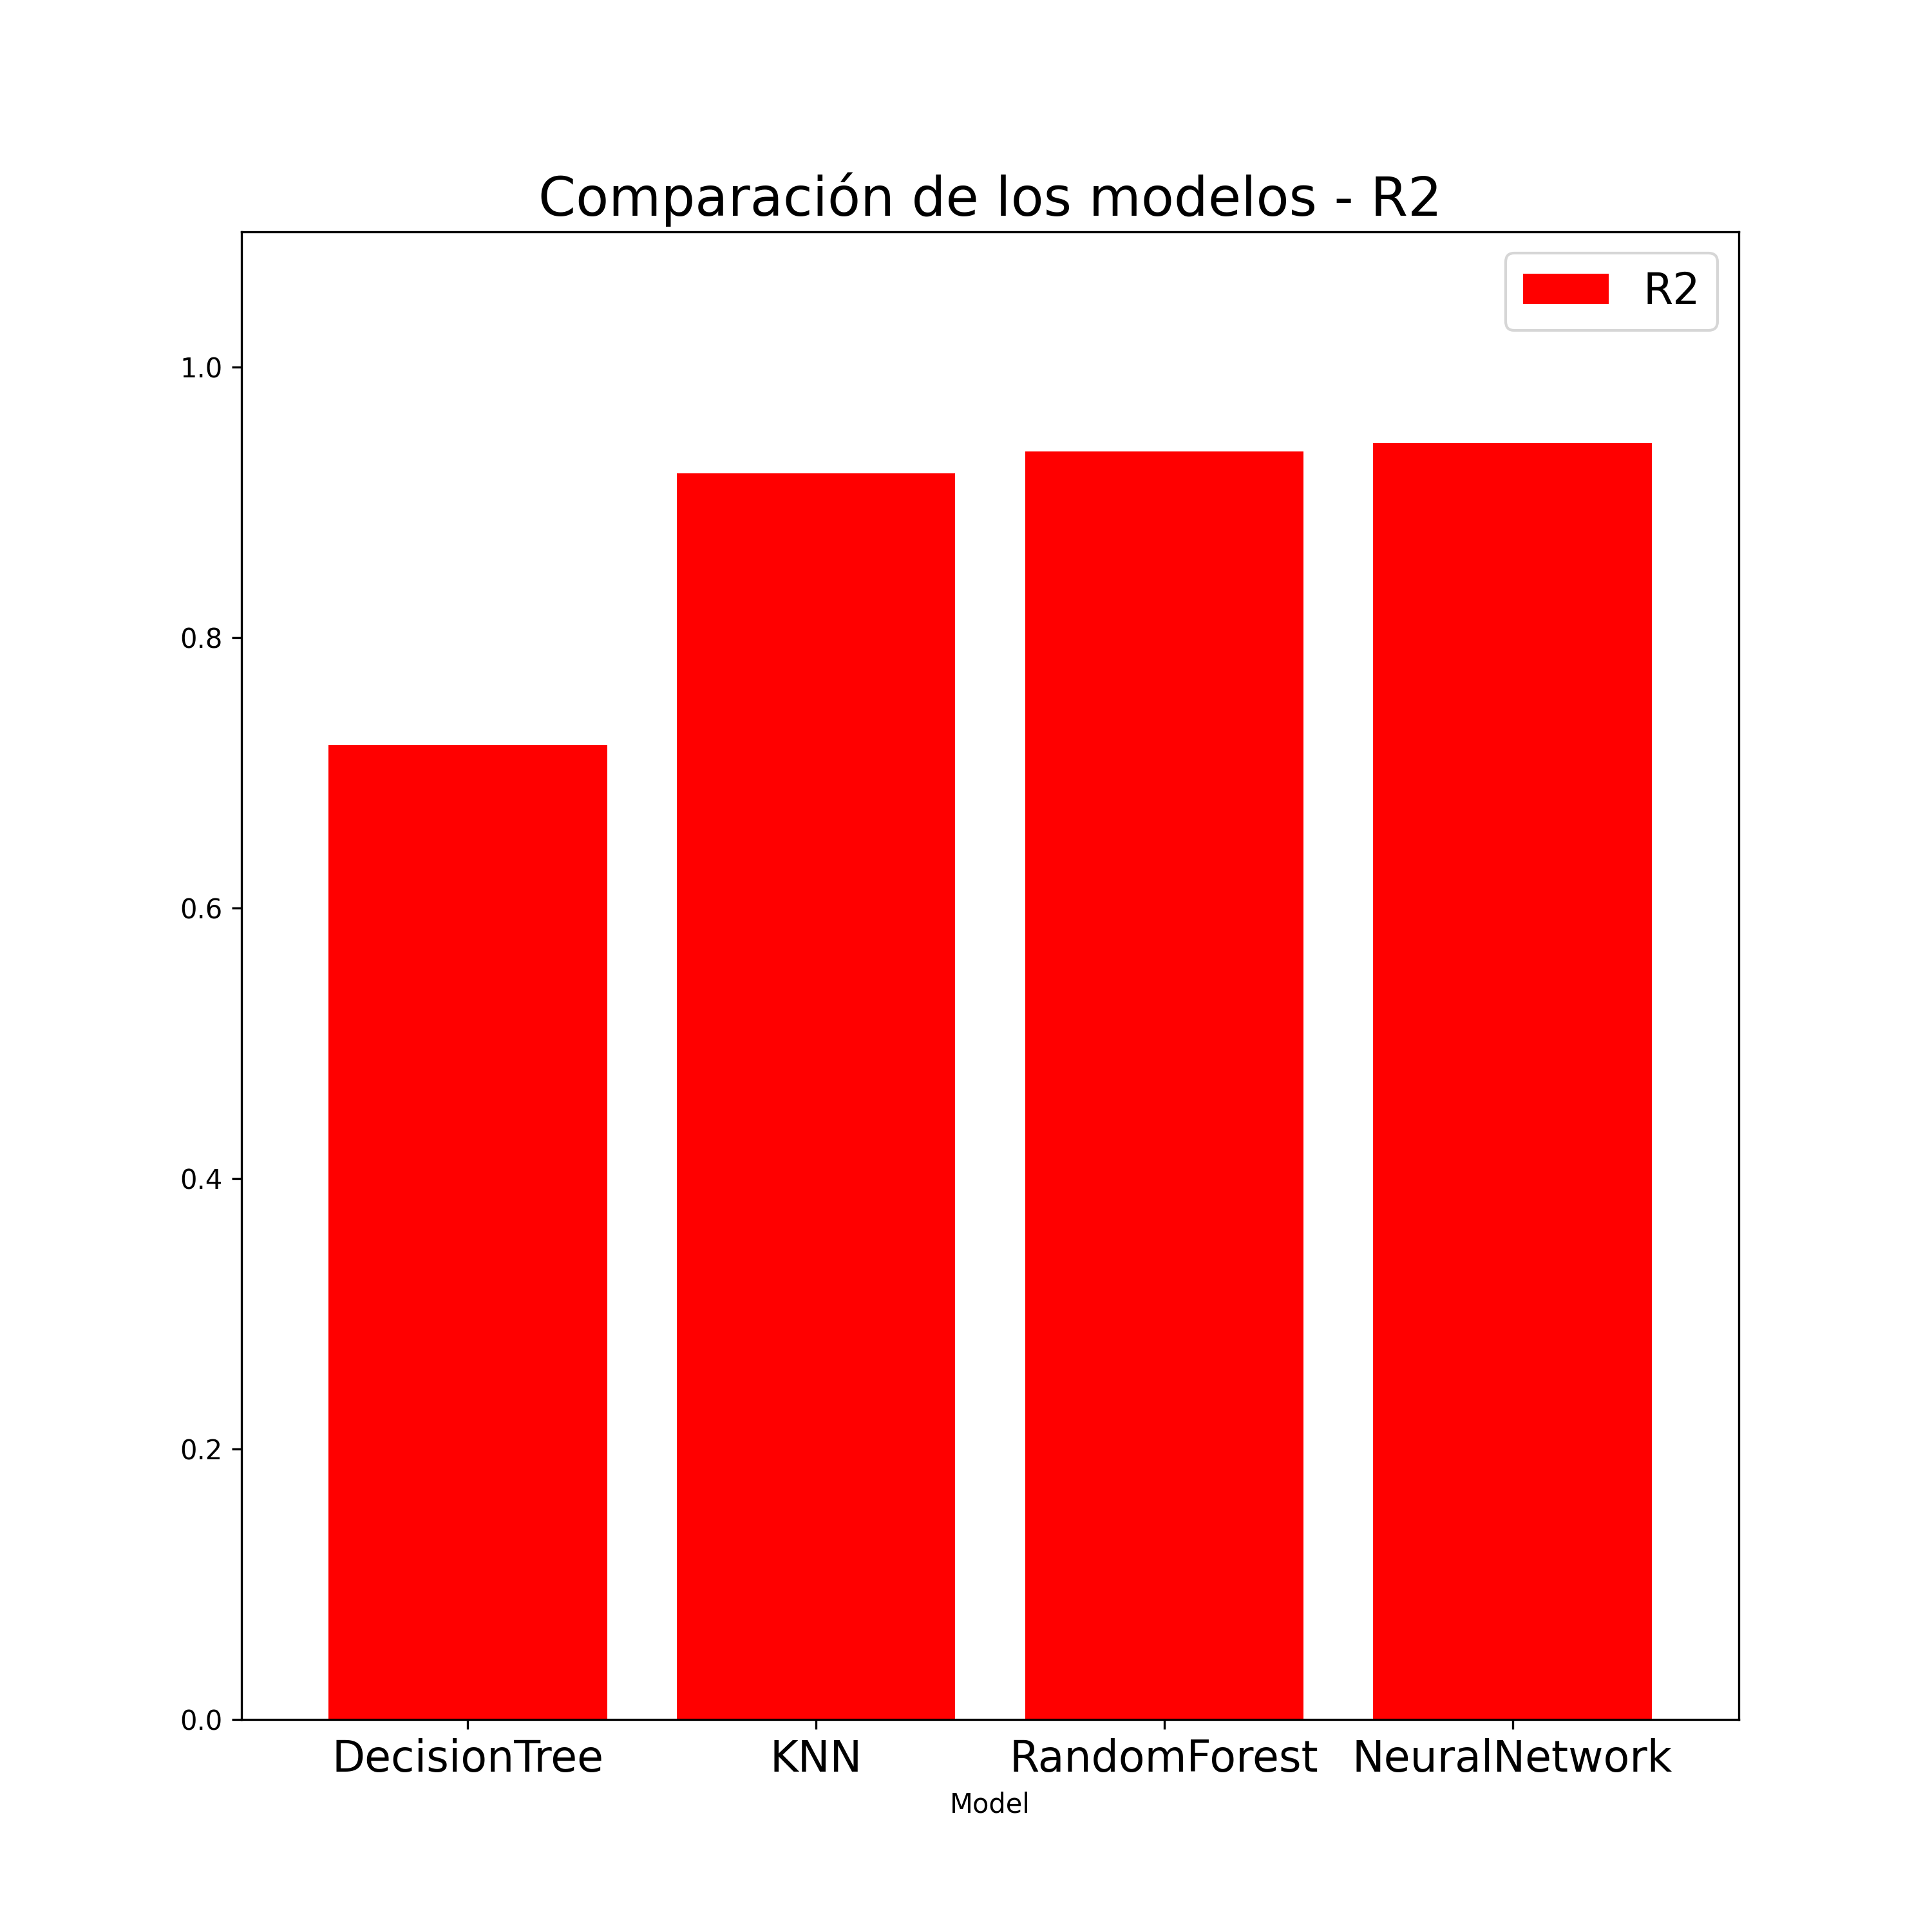 Comparación de los modelos - R2
R2
1.0
0.8
0.6
0.4
0.2
0.0
DecisionTree KNN RandomForest NeuralNetwork
Model